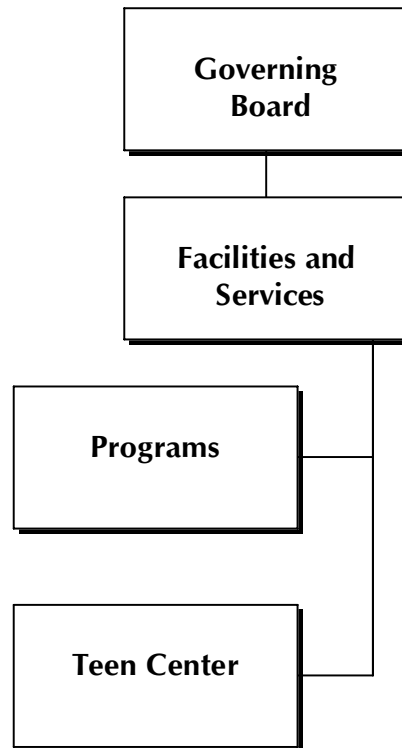 Governing
Board
Facilities and
Services
Programs
Teen Center